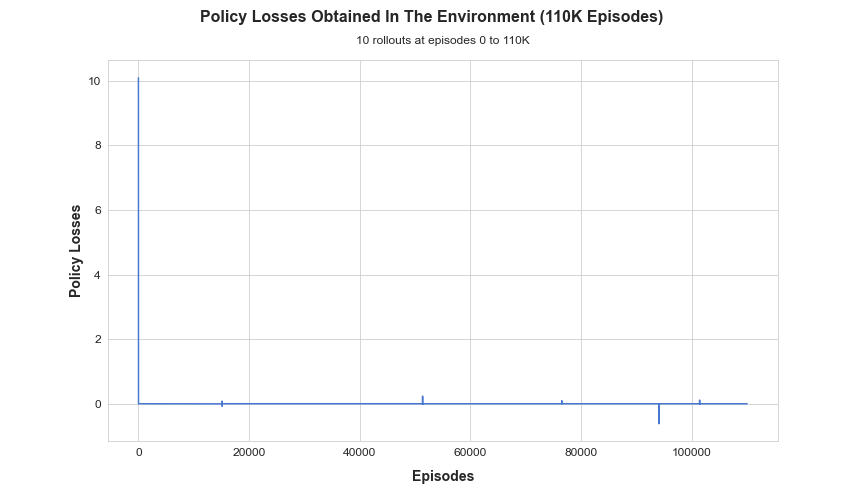 Policy Losses Obtained In The Environment (110K Episodes)
10 rollouts at episodes 0 to 110K
10
8
6
4
2
0
Policy Losses
0 20000 40000 60000 80000 100000
Episodes